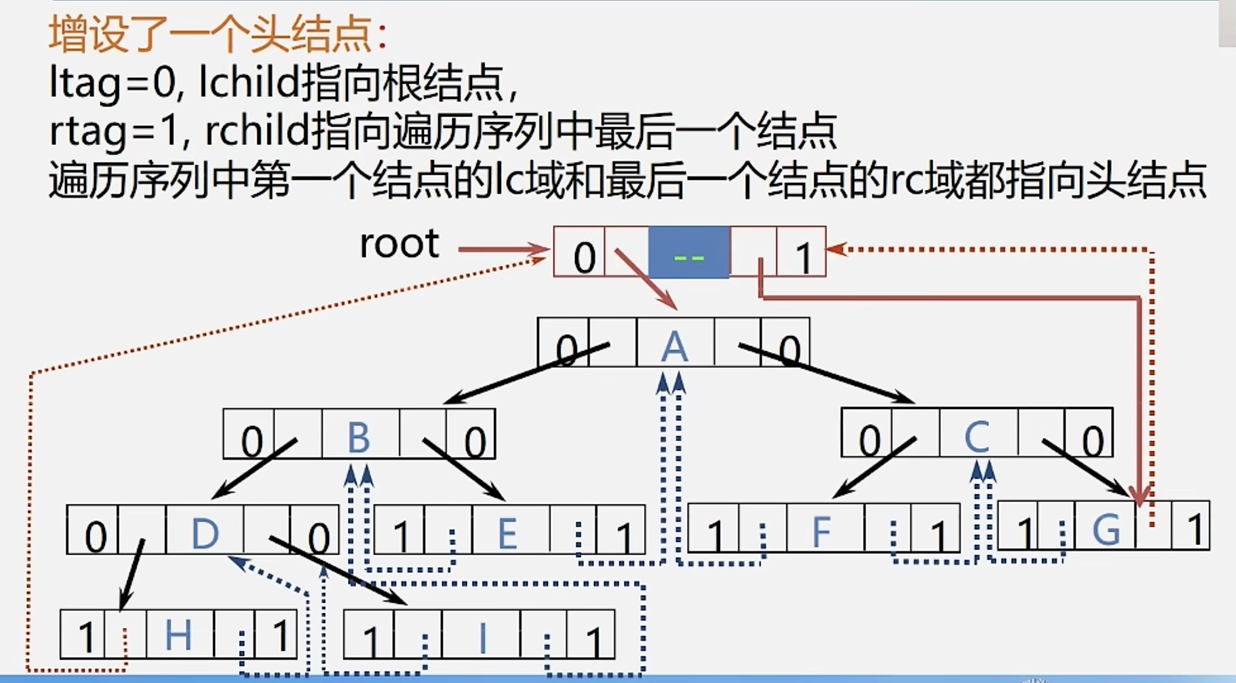 增设了一个头结点：
ltag=0, lchild指向根结点，
rtag=1, rchild指向遍历序列中最后一个结点
遍历序列中第一个结点的lc域和最后一个结点的rc域都指向头结点
root 0 -- 1
0 A 0
0 B 0 0 C 0
0 D 0 1 E 1 1 F 1 1 G 1
1 H 1 1 I 1